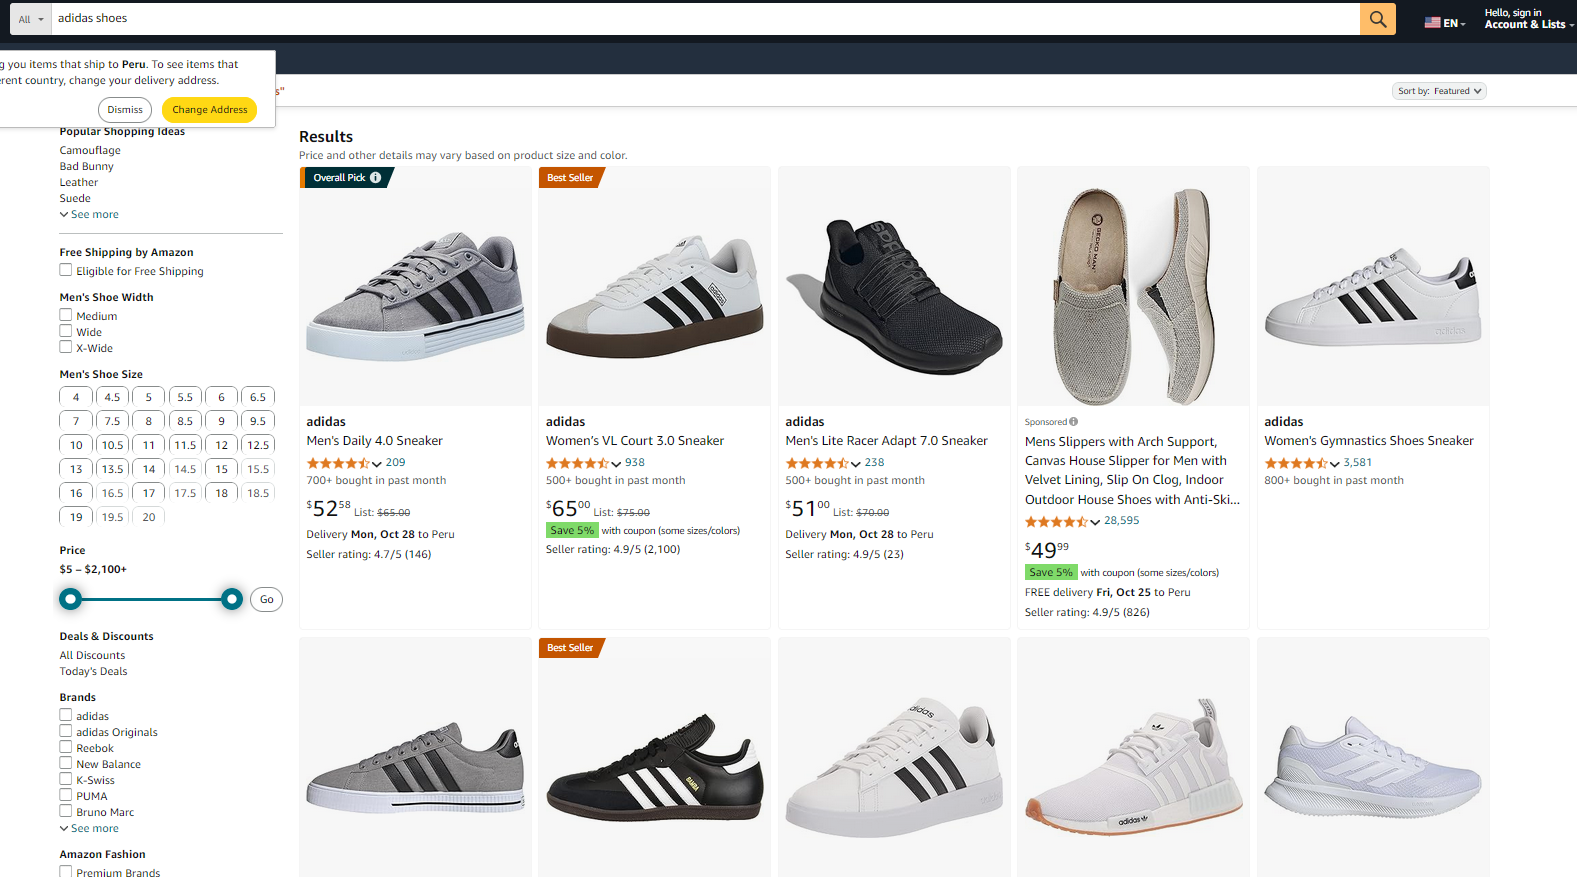 All
adidas shoes
EN
Hello, sign in
Account & Lists
g you items that ship to Peru. To see items that
erent country, change your delivery address.
Dismiss
Change Address
s"
Sort by: Featured
Popular Shopping Ideas
Camouflage
Bad Bunny
Leather
Suede
See more
Free Shipping by Amazon
Eligible for Free Shipping
Men's Shoe Width
Medium
Wide
X-Wide
Men's Shoe Size
4 4.5 5 5.5 6 6.5
7 7.5 8 8.5 9 9.5
10 10.5 11 11.5 12 12.5
13 13.5 14 14.5 15 15.5
16 16.5 17 17.5 18 18.5
19 19.5 20
Price
$5 – $2,100+
Go
Deals & Discounts
All Discounts
Today's Deals
Brands
adidas
adidas Originals
Reebok
New Balance
K-Swiss
PUMA
Bruno Marc
See more
Amazon Fashion
Premium Brands
Results
Price and other details may vary based on product size and color.
Overall Pick
adidas
Men's Daily 4.0 Sneaker
209
700+ bought in past month
$52 58 List: $65.00
Delivery Mon, Oct 28 to Peru
Seller rating: 4.7/5 (146)
Best Seller
adidas
adidas
Women's VL Court 3.0 Sneaker
938
500+ bought in past month
$65 00 List: $75.00
Save 5% with coupon (some sizes/colors)
Seller rating: 4.9/5 (2,100)
adidas
adidas
Men's Lite Racer Adapt 7.0 Sneaker
238
500+ bought in past month
$51 00 List: $70.00
Delivery Mon, Oct 28 to Peru
Seller rating: 4.9/5 (23)
GECKO MAN
Sponsored
Mens Slippers with Arch Support,
Canvas House Slipper for Men with
Velvet Lining, Slip On Clog, Indoor
Outdoor House Shoes with Anti-Ski...
28,595
$49 99
Save 5% with coupon (some sizes/colors)
FREE delivery Fri, Oct 25 to Peru
Seller rating: 4.9/5 (826)
adidas
adidas
Women's Gymnastics Shoes Sneaker
3,581
800+ bought in past month
Best Seller
SAMBA
adidas
adidas